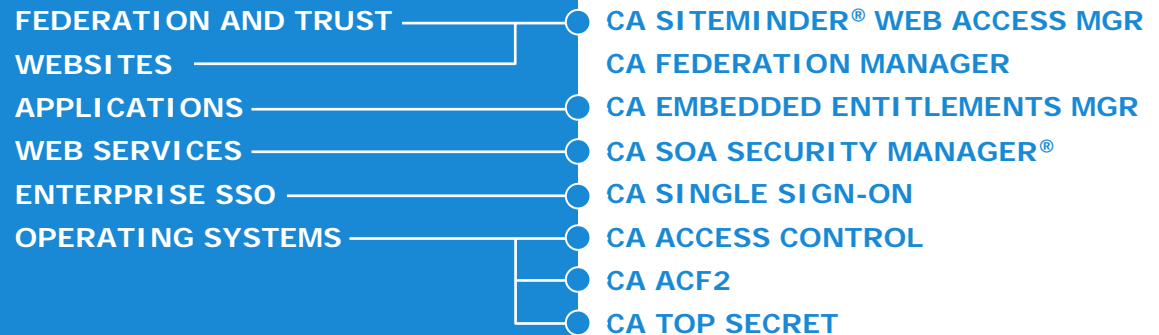 FEDERATION AND TRUST
WEBSITES
APPLICATIONS
WEB SERVICES
ENTERPRISE SSO
OPERATING SYSTEMS
CA SITEMINDER® WEB ACCESS MGR
CA FEDERATION MANAGER
CA EMBEDDED ENTITLEMENTS MGR
CA SOA SECURITY MANAGER®
CA SINGLE SIGN-ON
CA ACCESS CONTROL
CA ACF2
CA TOP SECRET